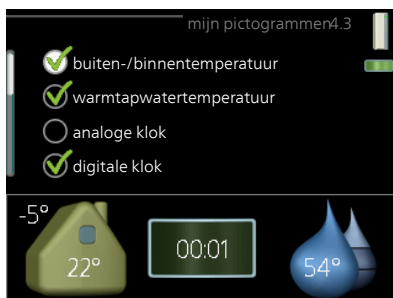 mijn pictogrammen4.3
buiten-/binnentemperatuur
warmtapwatertemperatuur
analoge klok
digitale klok
-5°
22°
00:01
54°